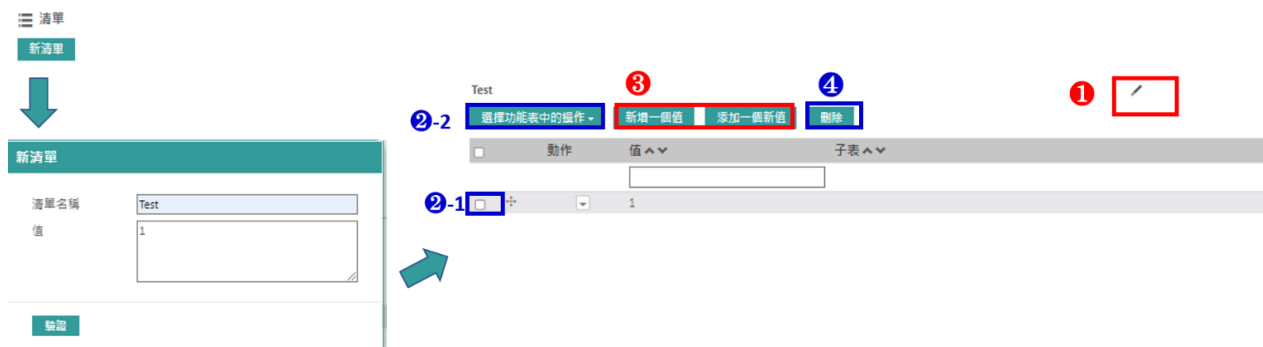 清單
新清單
新清單
清單名稱
Test
值
1
驗證
Test
❶
❷-2
選擇功能表中的操作
❸
新增一個值
添加一個新值
❹
刪除
動作
值
子表
❷-1
1